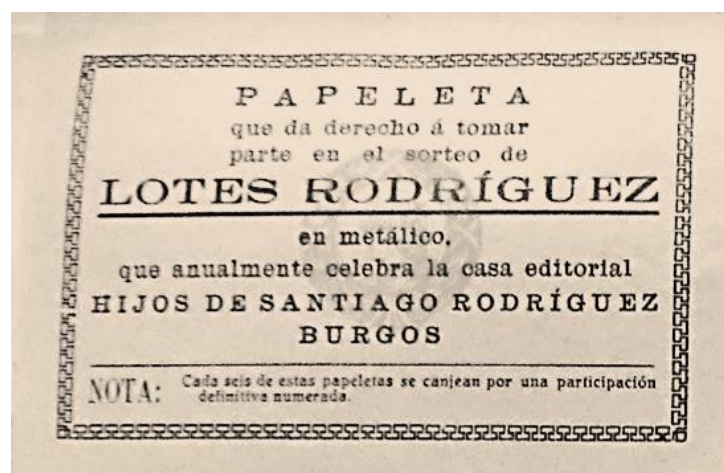 PAPELETA
que da derecho á tomar
parte en el sorteo de
LOTES RODRÍGUEZ
en metálico,
que anualmente celebra la casa editorial
HIJOS DE SANTIAGO RODRÍGUEZ
BURGOS
NOTA: Cada seis de estas papeletas se canjean por una participación
definitiva numerada.